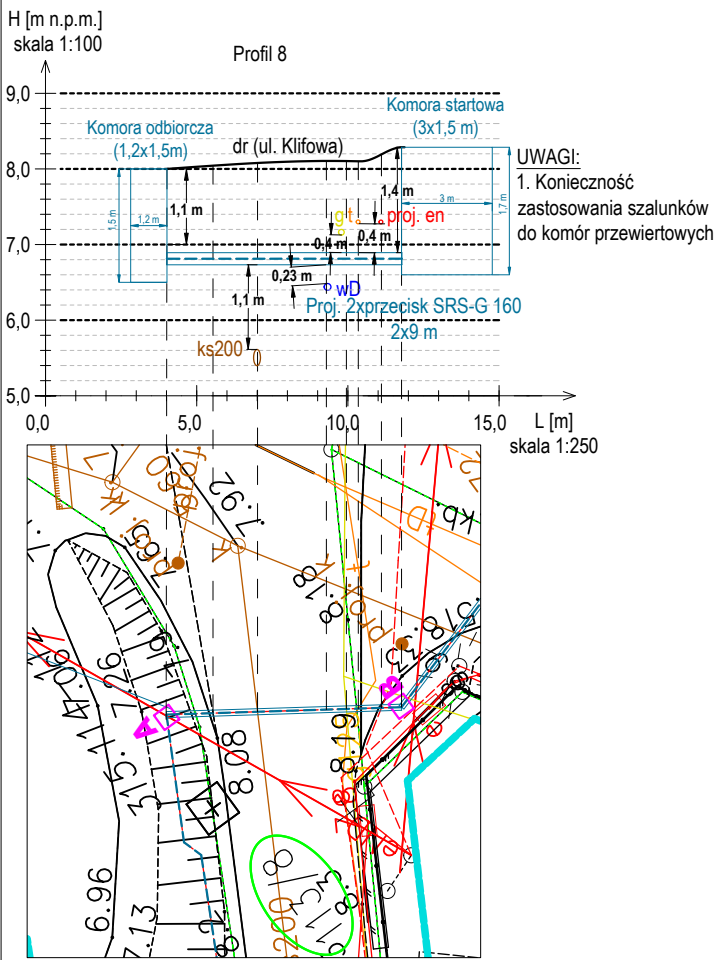 H [m n.p.m.]
skala 1:100
Profil 8
9,0
8,0
7,0
6,0
5,0
Komora odbiorcza
(1,2x1,5m)
dr (ul. Klifowa)
Komora startowa
(3x1,5 m)
UWAGI:
1. Konieczność
zastosowania szalunków
do komór przewiertowych
1,5 m
1,2 m
1,1 m
1,4 m
3 m
1,7 m
g
t
proj. en
0,4 m
0,4 m
0,23 m
1,1 m
wD
Proj. 2xprzecisk SRS-G 160
2x9 m
ks200
0,0
5,0
10,0
15,0
L [m]
skala 1:250
7.92
kb
8.18
A
B
8.19
8.08
6.96
7.13
e